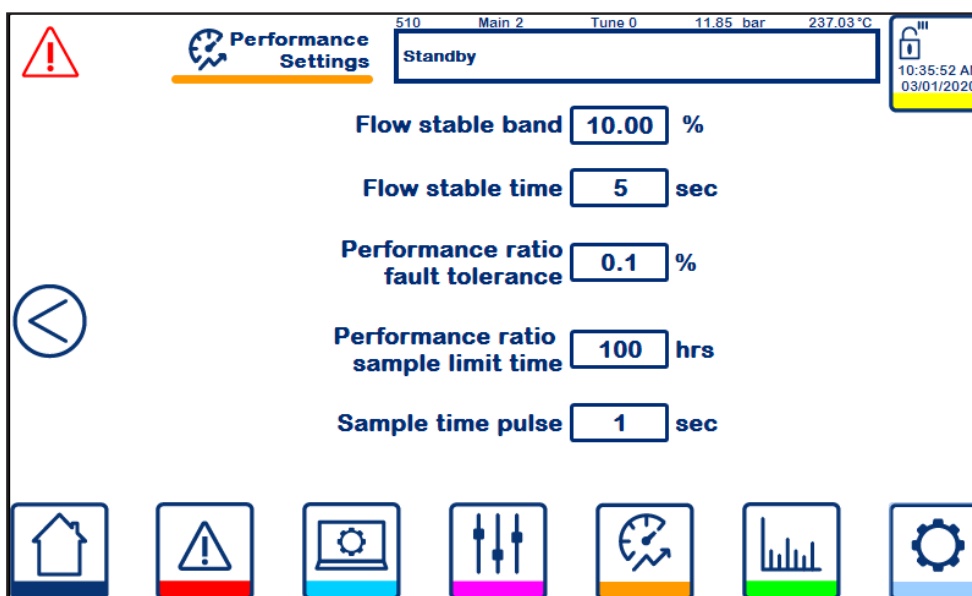 510 Main 2 Tune 0 11.85 bar 237.03 °C
Performance
Settings
Standby
10:35:52 AM
03/01/2020
Flow stable band 10.00 %
Flow stable time 5 sec
Performance ratio
fault tolerance 0.1 %
Performance ratio
sample limit time 100 hrs
Sample time pulse 1 sec